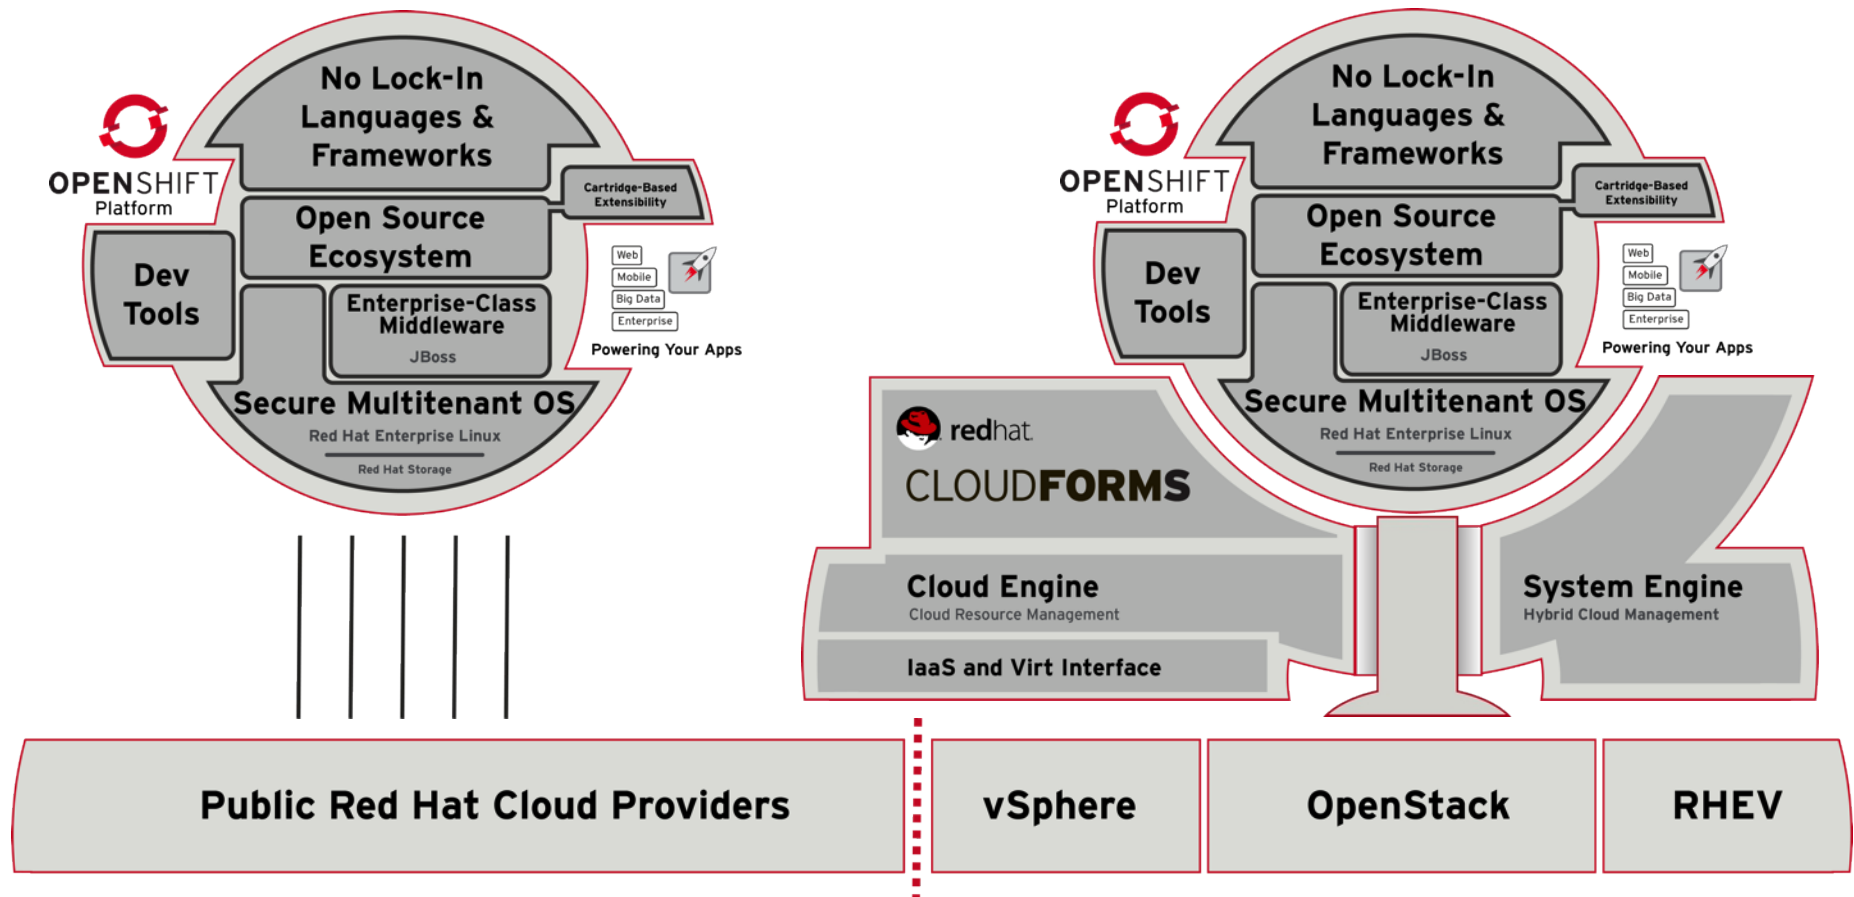 No Lock-In
Languages &
Frameworks
OPENSHIFT
Platform
Cartridge-Based
Extensibility
Open Source
Ecosystem
Dev
Tools
Web
Mobile
Big Data
Enterprise
Powering Your Apps
Enterprise-Class
Middleware
JBoss
Secure Multitenant OS
Red Hat Enterprise Linux
Red Hat Storage
No Lock-In
Languages &
Frameworks
OPENSHIFT
Platform
Cartridge-Based
Extensibility
Open Source
Ecosystem
Dev
Tools
Web
Mobile
Big Data
Enterprise
Powering Your Apps
Enterprise-Class
Middleware
JBoss
Secure Multitenant OS
Red Hat Enterprise Linux
Red Hat Storage
redhat.
CLOUDFORMS
Cloud Engine
Cloud Resource Management
IaaS and Virt Interface
System Engine
Hybrid Cloud Management
Public Red Hat Cloud Providers
vSphere
OpenStack
RHEV